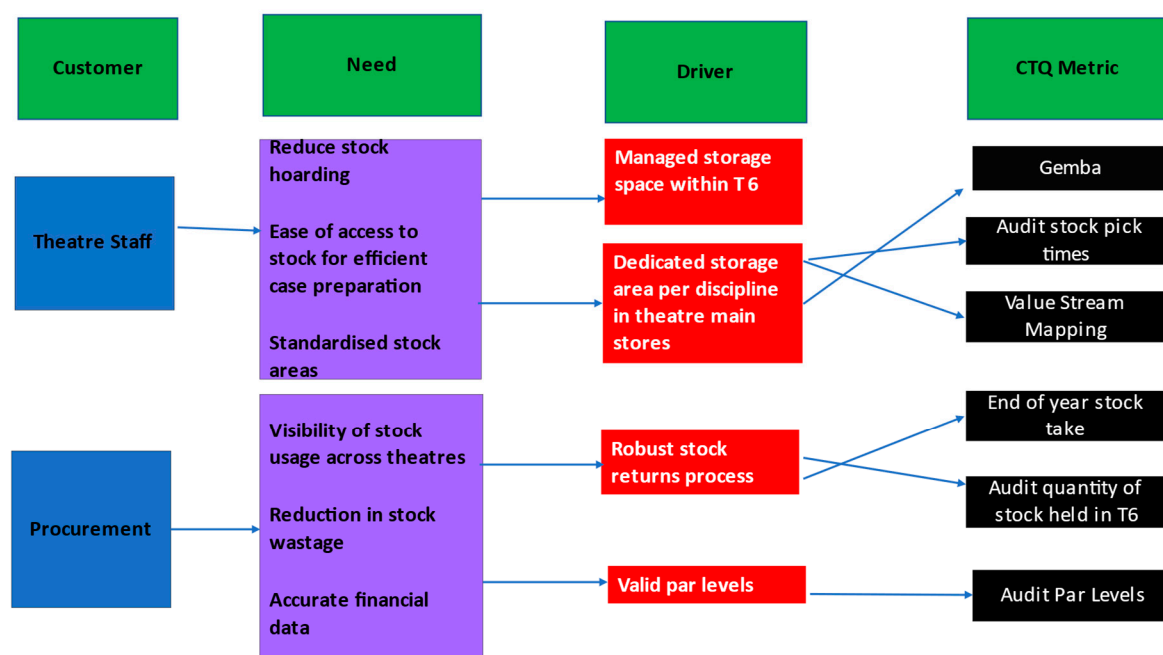 Customer
Need
Driver
CTQ Metric
Theatre Staff
Reduce stock
hoarding
Ease of access to
stock for efficient
case preparation
Standardised stock
areas
Managed storage
space within T6
Dedicated storage
area per discipline
in theatre main
stores
Gemba
Audit stock pick
times
Value Stream
Mapping
Procurement
Visibility of stock
usage across theatres
Reduction in stock
wastage
Accurate financial
data
Robust stock
returns process
Valid par levels
End of year stock
take
Audit quantity of
stock held in T6
Audit Par Levels